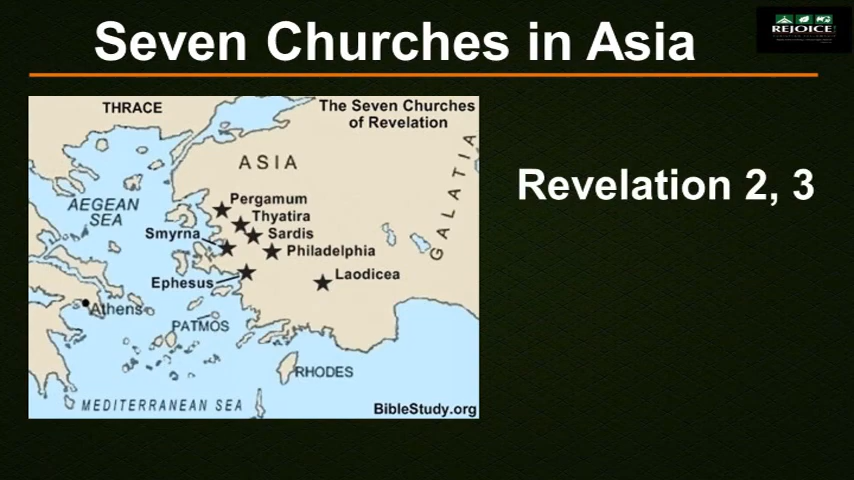 Seven Churches in Asia
REJOICE
THRACE
The Seven Churches
of Revelation
ASIA
GALATIA
AEGEAN
SEA
Pergamum
Thyatira
Smyrna
Sardis
Philadelphia
Ephesus
Laodicea
Athens
PATMOS
RHODES
MEDITERRANEAN SEA
BibleStudy.org
Revelation 2, 3